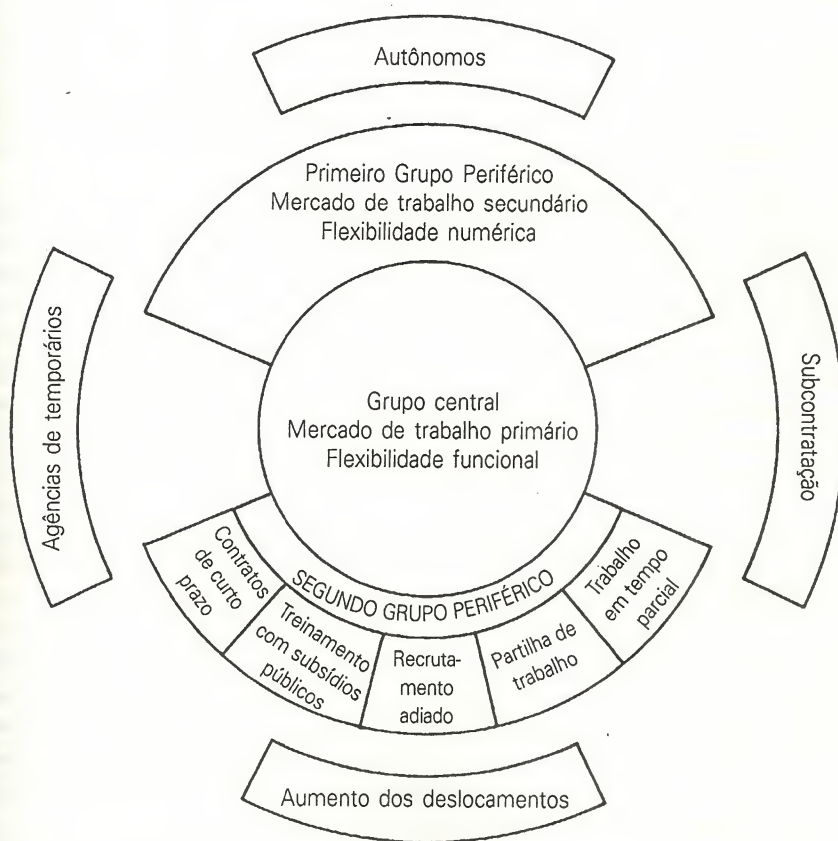 Autônomos
Primeiro Grupo Periférico
Mercado de trabalho secundário
Flexibilidade numérica
Agências de temporários
Subcontratação
Grupo central
Mercado de trabalho primário
Flexibilidade funcional
SEGUNDO GRUPO PERIFÉRICO
Contratos
de curto
prazo
Treinamento
com subsídios
públicos
Recruta-
mento
adiado
Partilha de
trabalho
Trabalho
em tempo
parcial
Aumento dos deslocamentos